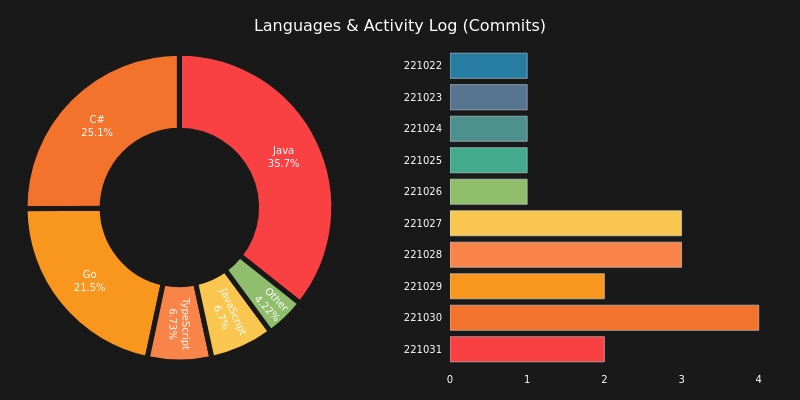 Languages & Activity Log (Commits)
C#
25.1%
Java
35.7%
Go
21.5%
TypeScript
6.73%
JavaScript
6.7%
Other
4.22%
221022
221023
221024
221025
221026
221027
221028
221029
221030
221031
0 1 2 3 4